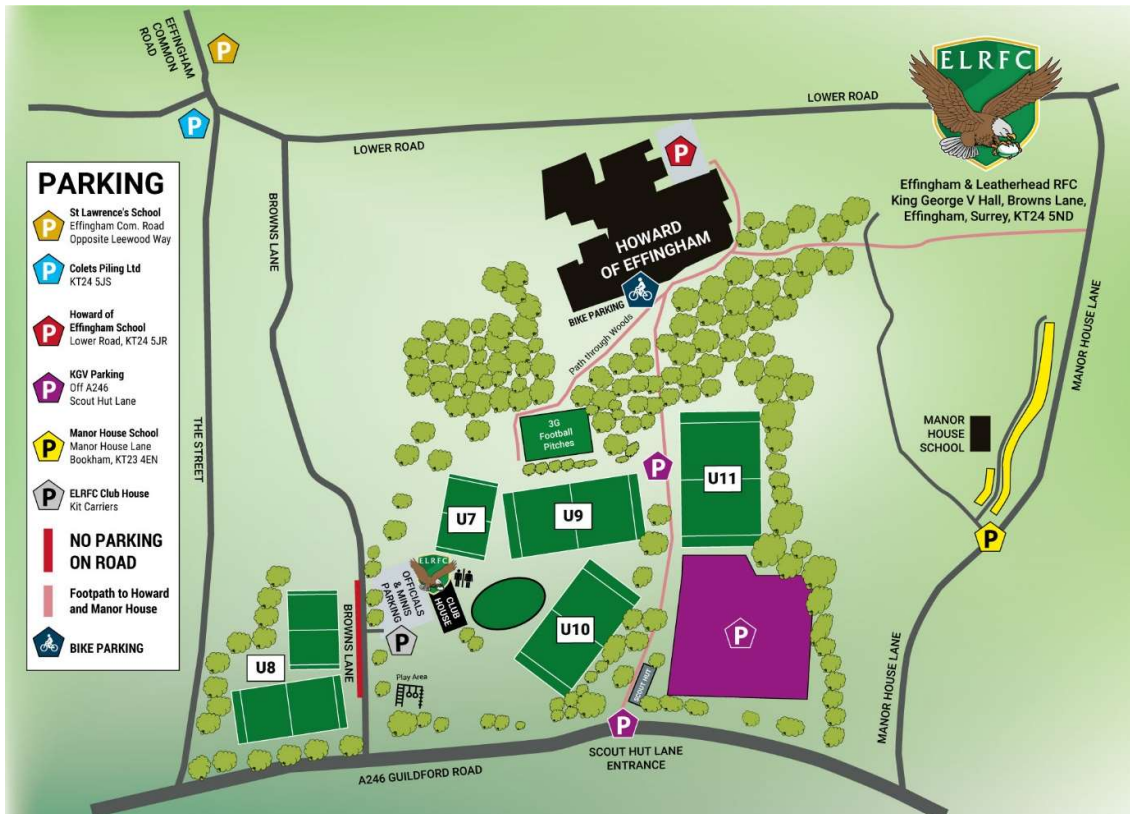 EFFINGHAM
COMMON
ROAD
P
P
LOWER ROAD
LOWER ROAD
ELRFC
Effingham & Leatherhead RFC
King George V Hall, Browns Lane,
Effingham, Surrey, KT24 5ND
PARKING
P
St Lawrence's School
Effingham Com. Road
Opposite Leewood Way
P
Colets Piling Ltd
KT24 5JS
P
Howard of
Effingham School
Lower Road, KT24 5JR
P
KGV Parking
Off A246
Scout Hut Lane
P
Manor House School
Manor House Lane
Bookham, KT23 4EN
P
ELRFC Club House
Kit Carriers
NO PARKING
ON ROAD
Footpath to Howard
and Manor House
BIKE PARKING
THE STREET
BROWNS LANE
P
HOWARD
OF EFFINGHAM
BIKE PARKING
Path through Woods
MANOR HOUSE LANE
MANOR
HOUSE
SCHOOL
P
3G
Football
Pitches
P
U11
U7
U9
ELRFC
OFFICIALS
& MINIS
PARKING
CLUB
HOUSE
P
U10
P
U8
BROWNS LANE
Play Area
SCOUT HUT
P
SCOUT HUT LANE
ENTRANCE
MANOR HOUSE LANE
A246 GUILDFORD ROAD